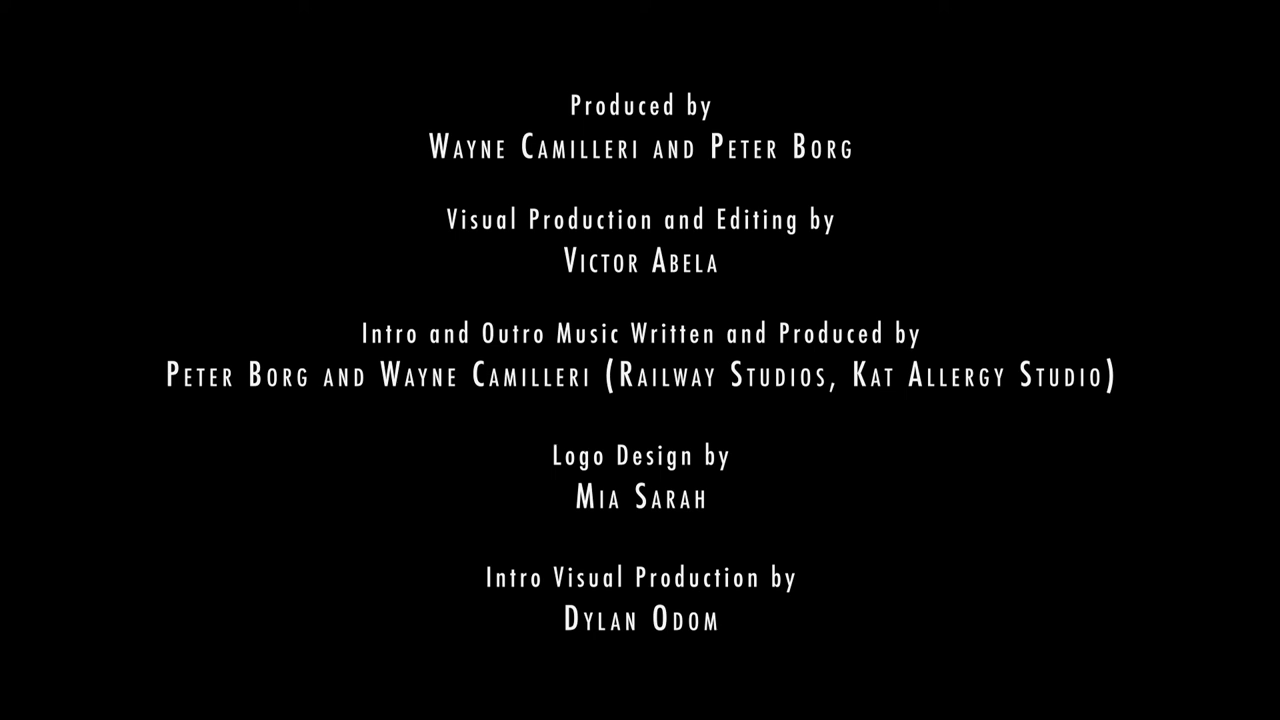 Produced by
Wayne Camilleri and Peter Borg
Visual Production and Editing by
Victor Abela
Intro and Outro Music Written and Produced by
Peter Borg and Wayne Camilleri (Railway Studios, Kat Allergy Studio)
Logo Design by
Mia Sarah
Intro Visual Production by
Dylan Odom